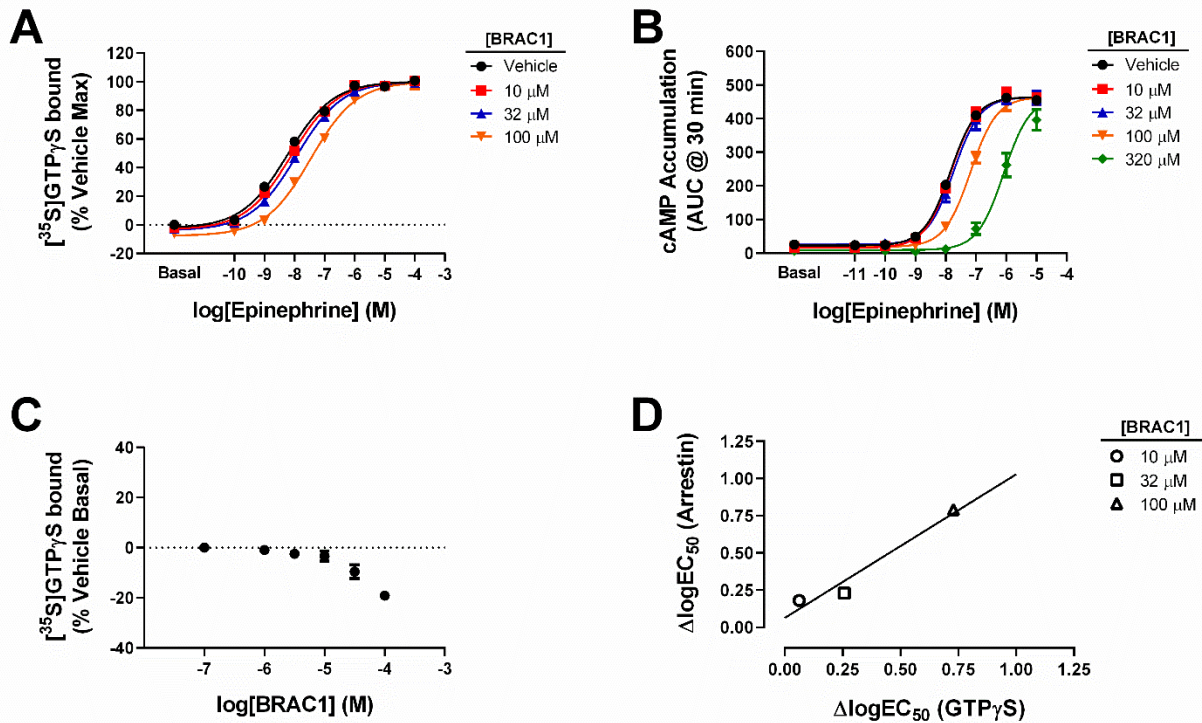 A
[³⁵S]GTPγS bound
(% Vehicle Max)
120
100
80
60
40
20
0
-20
Basal -10 -9 -8 -7 -6 -5 -4 -3
log[Epinephrine] (M)
[BRAC1]
Vehicle
10 μM
32 μM
100 μM
B
cAMP Accumulation
(AUC @ 30 min)
600
500
400
300
200
100
0
Basal -11 -10 -9 -8 -7 -6 -5 -4
log[Epinephrine] (M)
[BRAC1]
Vehicle
10 μM
32 μM
100 μM
320 μM
C
[³⁵S]GTPγS bound
(% Vehicle Basal)
40
20
0
-20
-40
-7 -6 -5 -4 -3
log[BRAC1] (M)
D
ΔlogEC₅₀ (Arrestin)
1.25
1.00
0.75
0.50
0.25
0.00
0.00 0.25 0.50 0.75 1.00 1.25
ΔlogEC₅₀ (GTPγS)
[BRAC1]
10 μM
32 μM
100 μM